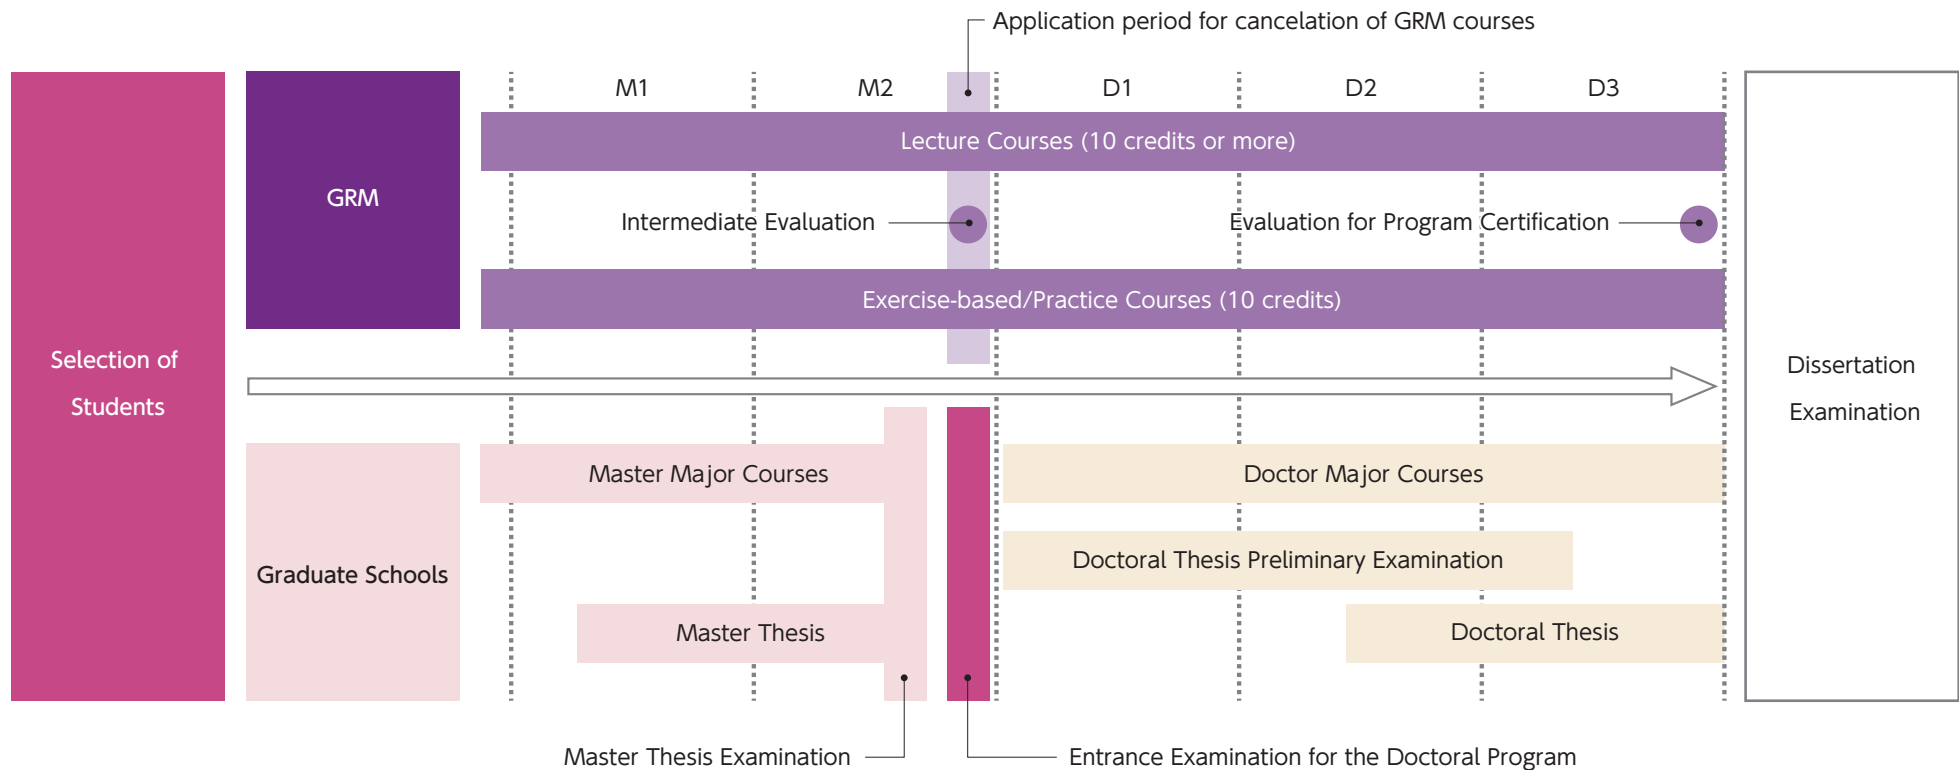 Application period for cancelation of GRM courses
M1
M2
D1
D2
D3
Lecture Courses (10 credits or more)
GRM
Intermediate Evaluation
Evaluation for Program Certification
Exercise-based/Practice Courses (10 credits)
Selection of
Students
Dissertation
Examination
Master Major Courses
Doctor Major Courses
Graduate Schools
Doctoral Thesis Preliminary Examination
Master Thesis
Doctoral Thesis
Master Thesis Examination
Entrance Examination for the Doctoral Program